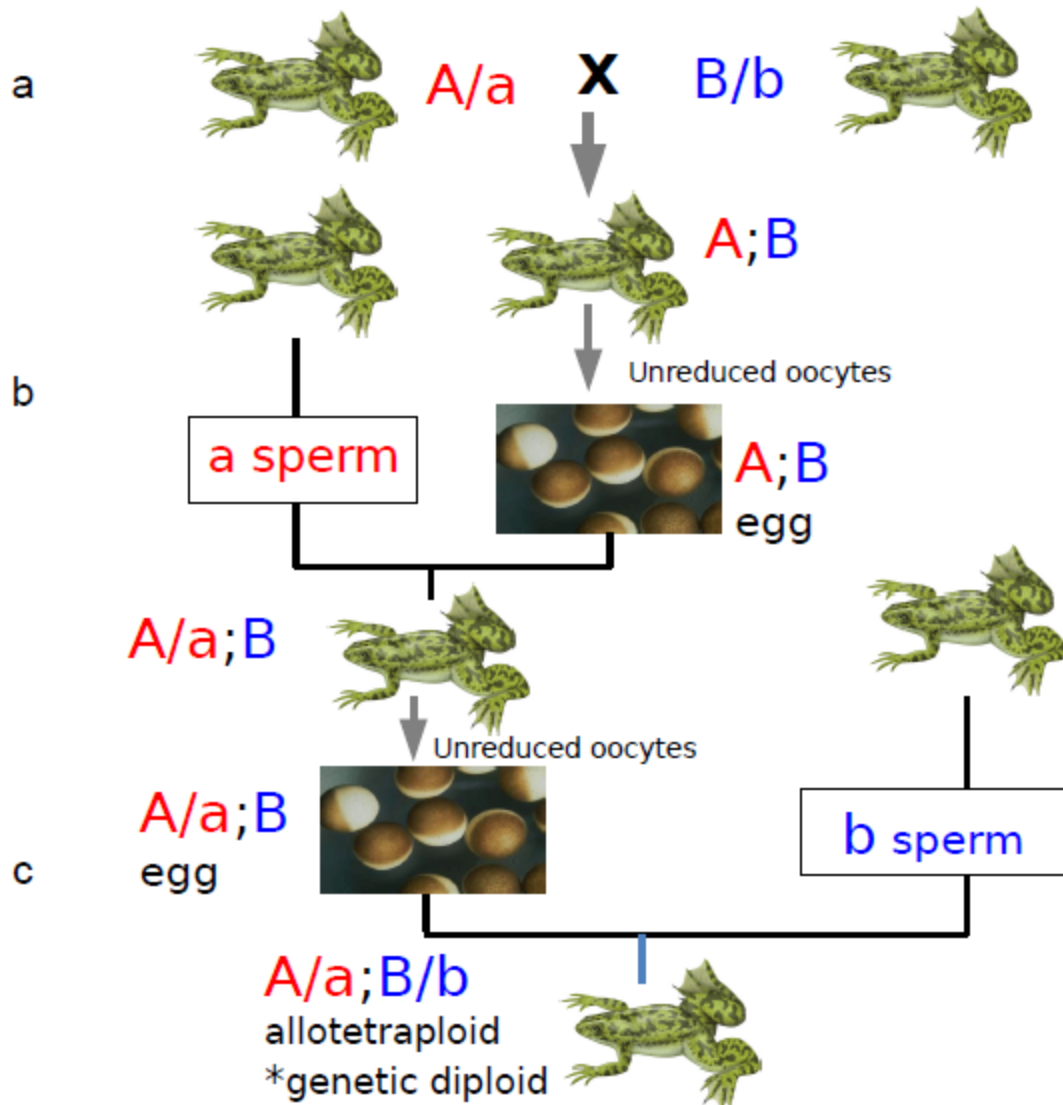 a
A/a X B/b
A;B
b
Unreduced oocytes
a sperm
A;B
egg
A/a;B
Unreduced oocytes
A/a;B
egg
b sperm
c
A/a;B/b
allotetraploid
*genetic diploid